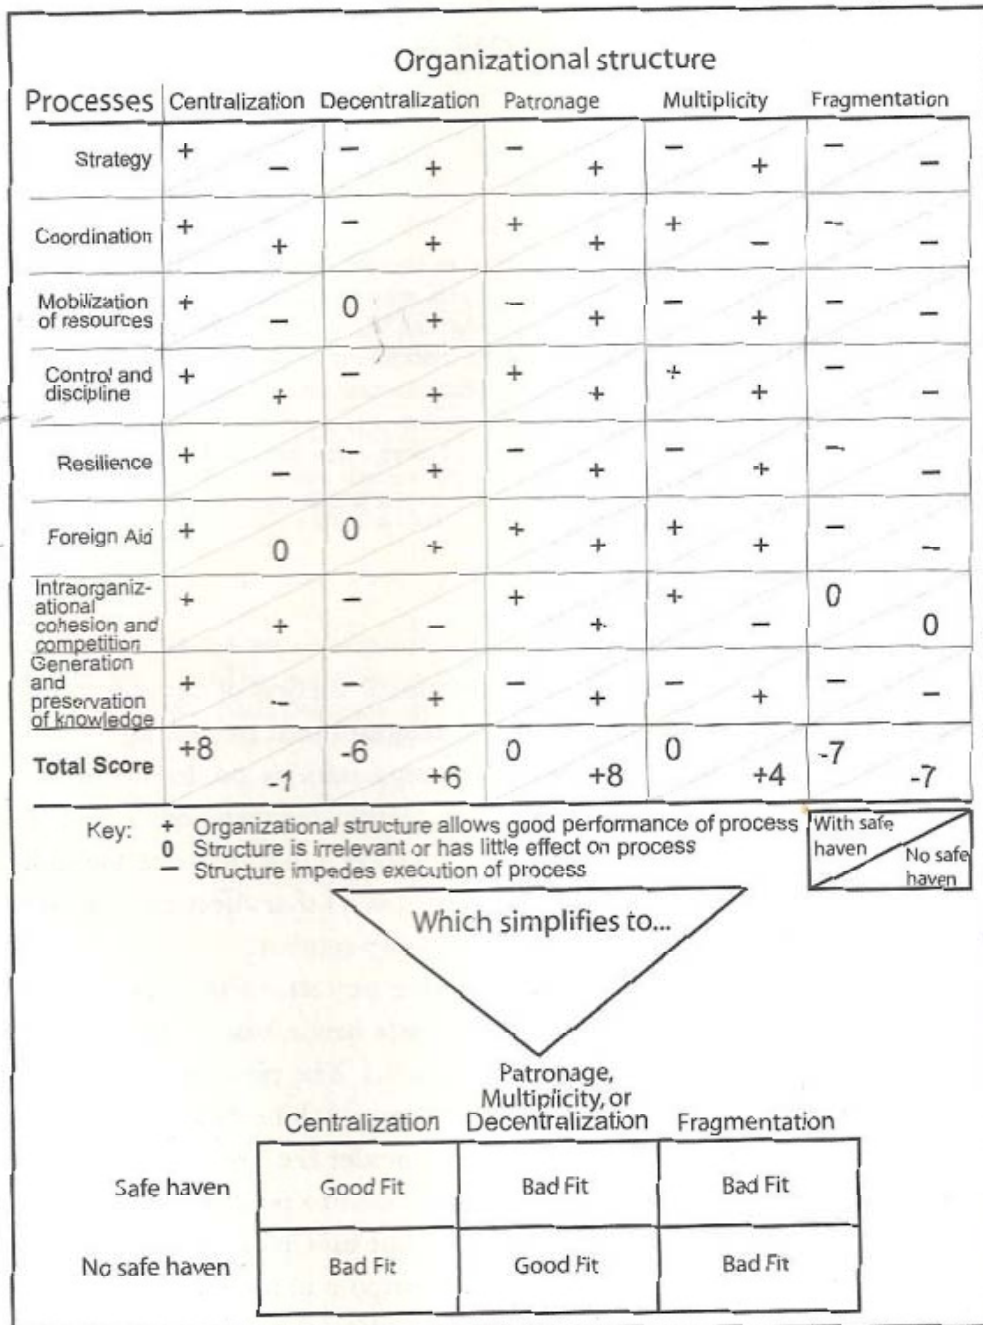 Organizational structure
Processes Centralization Decentralization Patronage Multiplicity Fragmentation
Strategy + − − + − + − + − −
Coordination + + − + + + + − − −
Mobilization
of resources + − 0 + − + − + − −
Control and
discipline + + − + + + + + − −
Resilience + − − + − + − + − −
Foreign Aid + 0 0 + + + + + − −
Intraorganiz-
ational
cohesion and
competition + + − − + + + − 0 0
Generation
and
preservation
of knowledge + − − + − + − + − −
Total Score +8 -1 -6 +6 0 +8 0 +4 -7 -7
Key: + Organizational structure allows good performance of process
0 Structure is irrelevant or has little effect on process
− Structure impedes execution of process
With safe
haven
No safe
haven
Which simplifies to...
Centralization
Patronage,
Multiplicity, or
Decentralization
Fragmentation
Safe haven Good Fit Bad Fit Bad Fit
No safe haven Bad Fit Good Fit Bad Fit